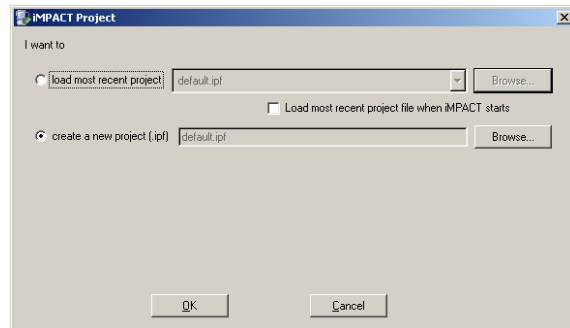 iMPACT Project
I want to
load most recent project default.ipf Browse...
Load most recent project file when iMPACT starts
create a new project (.ipf) default.ipf Browse...
OK Cancel